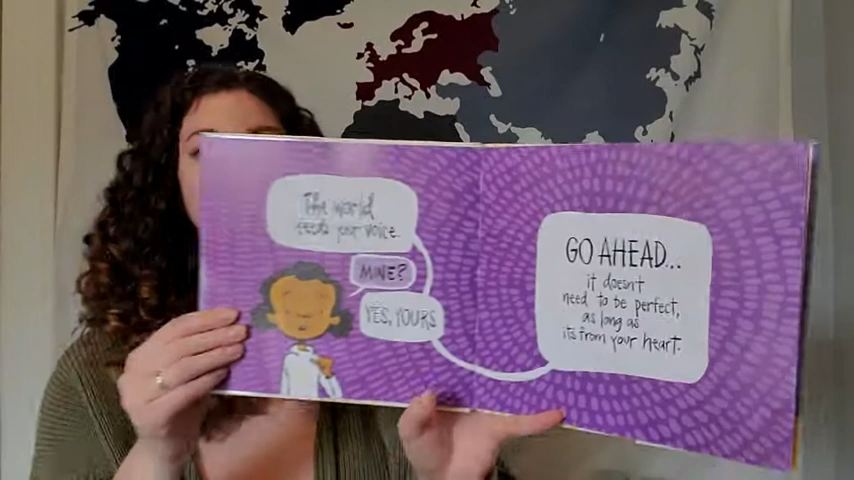 The world
needs your voice.
MINE?
YES, YOURS
GO AHEAD...
it doesn't
need to be perfect,
as long as
it's from your heart.